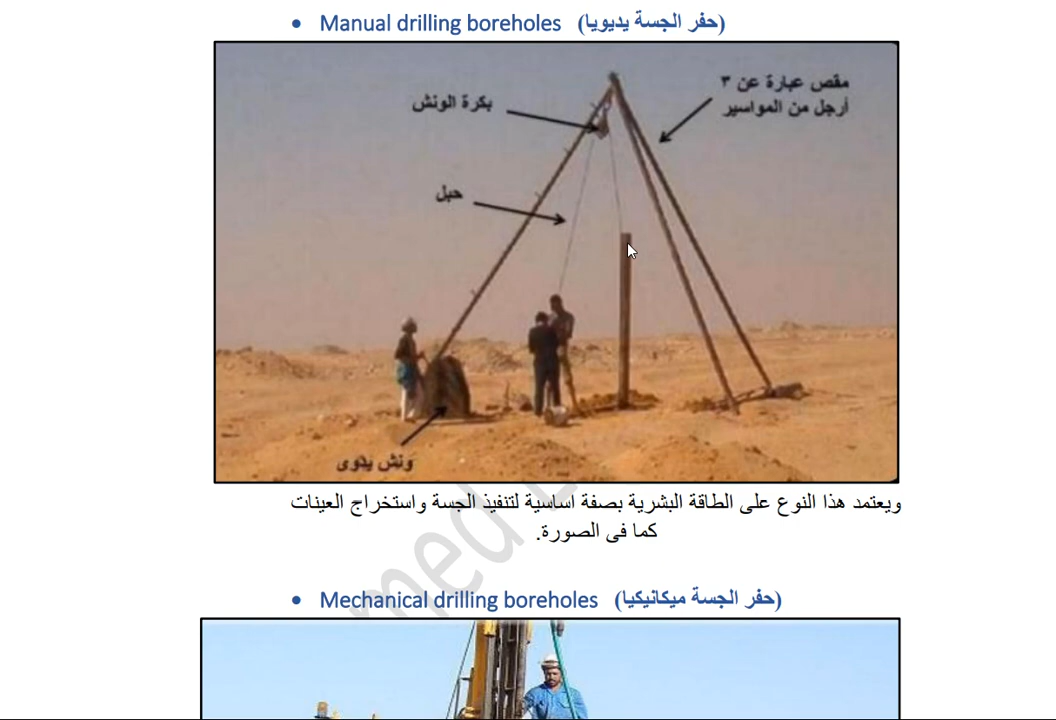 • Manual drilling boreholes (حفر الجسة يديويا)
مقص عبارة عن ٣
أرجل من المواسير
بكرة الونش
حبل
ونش يدوى
ويعتمد هذا النوع على الطاقة البشرية بصفة اساسية لتنفيذ الجسة واستخراج العينات
كما فى الصورة.
med
• Mechanical drilling boreholes (حفر الجسة ميكانيكيا)